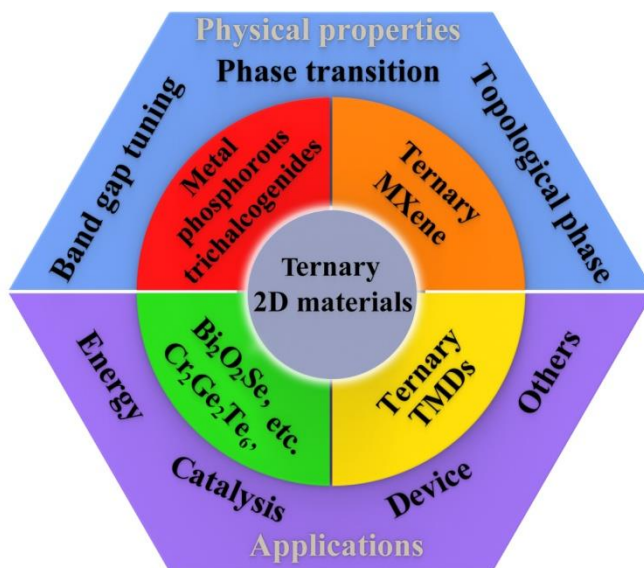 Physical properties
Phase transition
Band gap tuning
Topological phase
Metal
phosphorous
trichalcogenides
Ternary
MXene
Ternary
2D materials
Bi₂O₂Se,
Cr₂Ge₂Te₆,
etc.
Ternary
TMDs
Energy
Catalysis
Device
Others
Applications